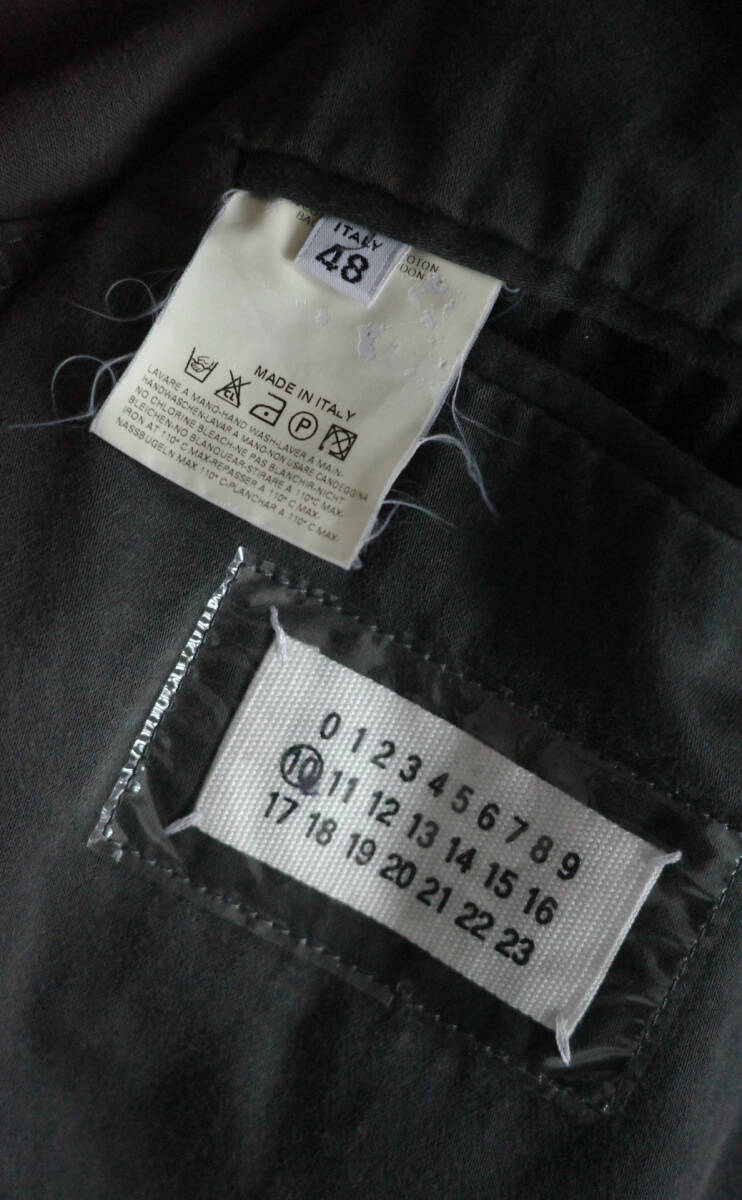 ITALY
48
CL
P
MADE IN ITALY
LAVARE A MANO-HAND WASH-LAVER A MAIN-
HANDWASCHEN-LAVAR A MANO-NON USARE CANDEGGINA
NO CHLORINE BLEACH-NE PAS BLANCHIR-NICHT
BLEICHEN-NO BLANQUEAR-STIRARE A 110°C MAX-
IRON AT 110° C MAX-REPASSER A 110° C MAX-
NASSBUGELN MAX 110° C-PLANCHAR A 110° C MAX-
0 1 2 3 4 5 6 7 8 9
10 11 12 13 14 15 16
17 18 19 20 21 22 23